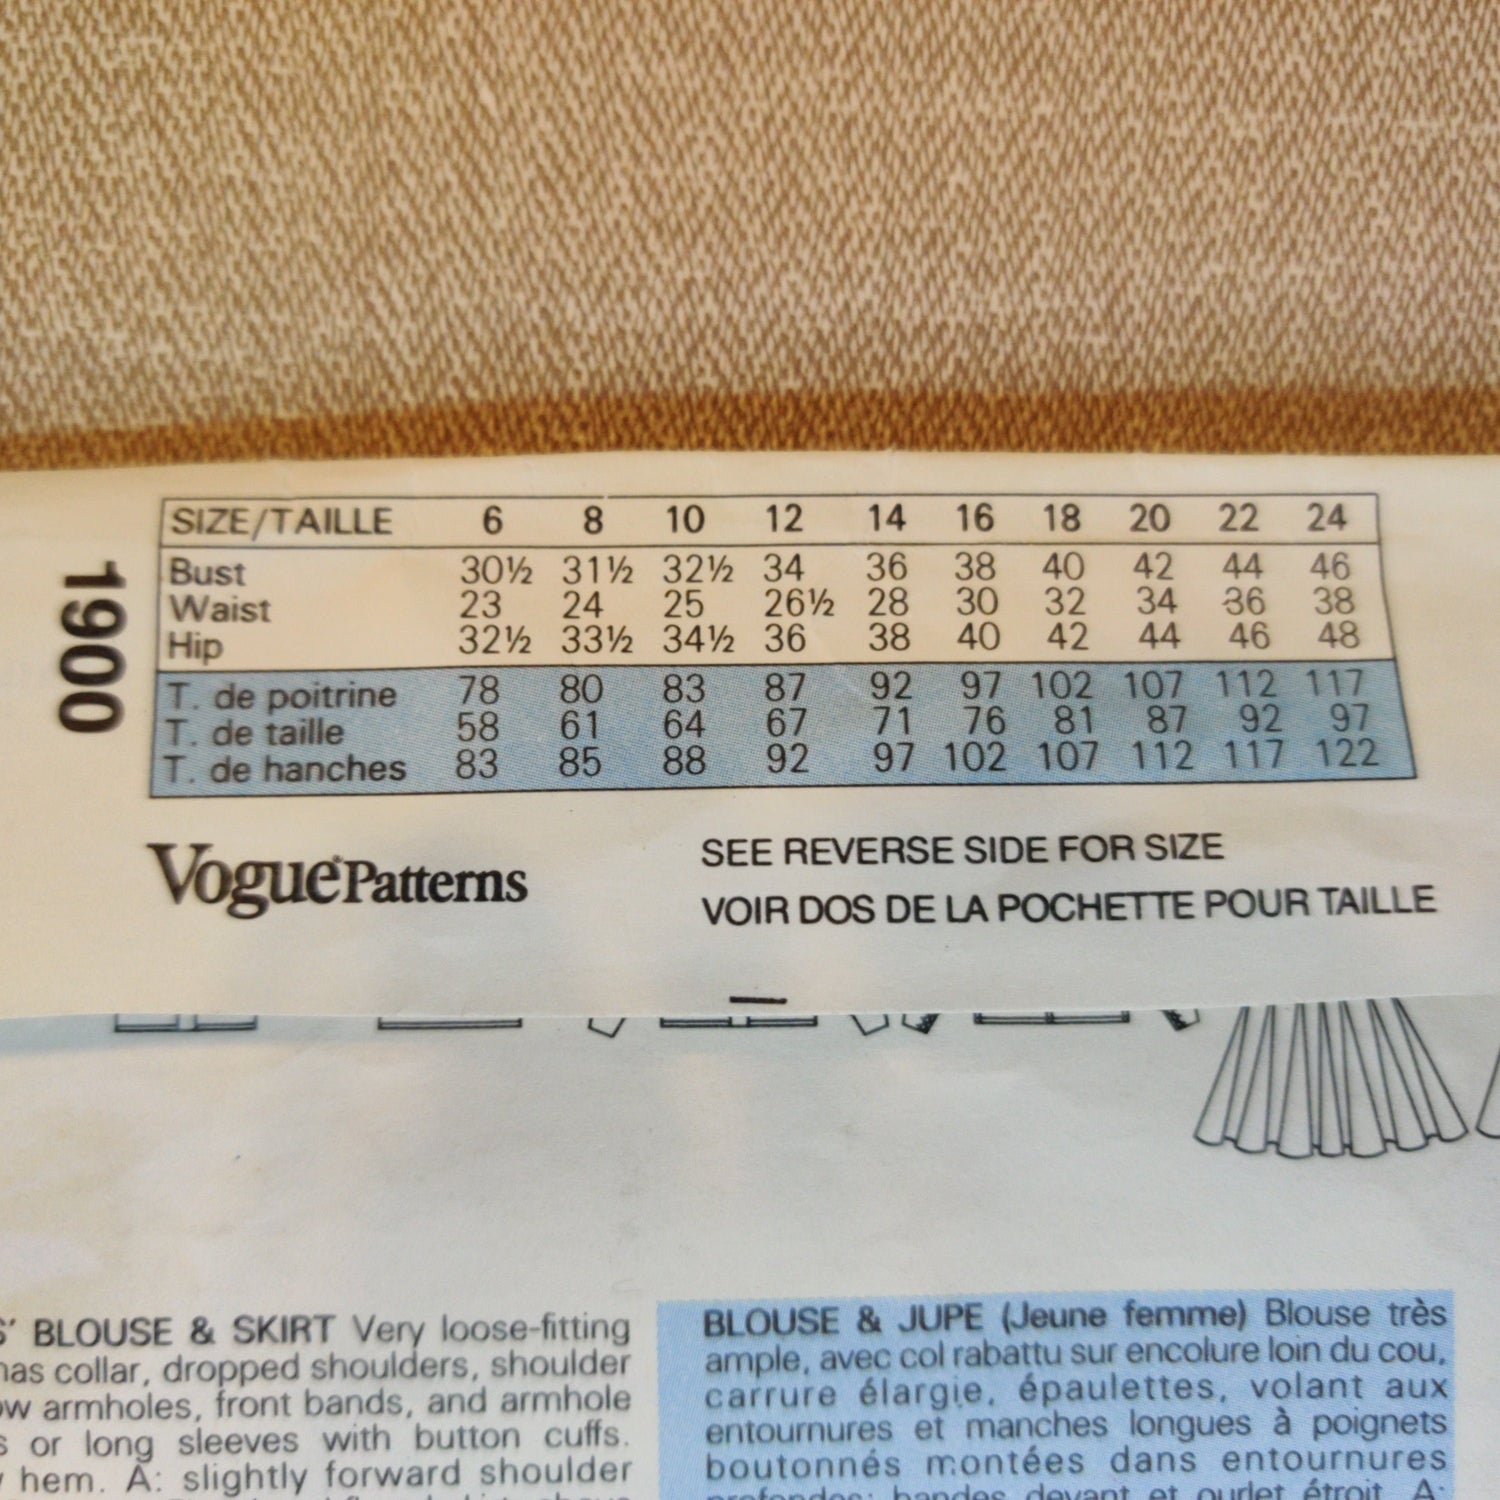 1900
SIZE/TAILLE 6 8 10 12 14 16 18 20 22 24
Bust 30½ 31½ 32½ 34 36 38 40 42 44 46
Waist 23 24 25 26½ 28 30 32 34 36 38
Hip 32½ 33½ 34½ 36 38 40 42 44 46 48
T. de poitrine 78 80 83 87 92 97 102 107 112 117
T. de taille 58 61 64 67 71 76 81 87 92 97
T. de hanches 83 85 88 92 97 102 107 112 117 122
Vogue Patterns
SEE REVERSE SIDE FOR SIZE
VOIR DOS DE LA POCHETTE POUR TAILLE
BLOUSE & SKIRT Very loose-fitting
collar, dropped shoulders, shoulder
armholes, front bands, and armhole
or long sleeves with button cuffs.
hem. A: slightly forward shoulder
BLOUSE & JUPE (Jeune femme) Blouse très
ample, avec col rabattu sur encolure loin du cou,
carrure élargie, épaulettes, volant aux
entournures et manches longues à poignets
boutonnés montées dans entournures
profondes; bandes devant et ourlet étroit. A: